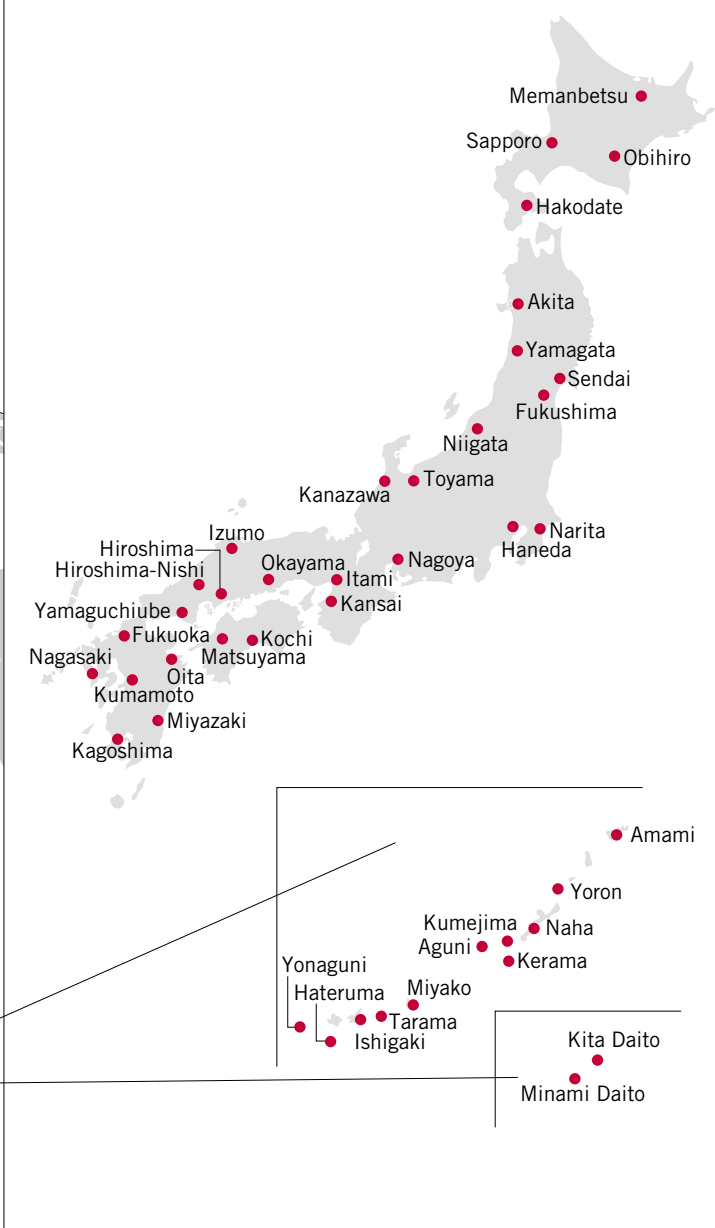 Memanbetsu
Sapporo
Obihiro
Hakodate
Akita
Yamagata
Sendai
Fukushima
Niigata
Kanazawa
Toyama
Izumo
Narita
Haneda
Hiroshima
Okayama
Nagoya
Hiroshima-Nishi
Itami
Kansai
Yamaguchiube
Fukuoka
Kochi
Matsuyama
Nagasaki
Oita
Kumamoto
Miyazaki
Kagoshima
Amami
Yoron
Kumejima
Naha
Aguni
Kerama
Yonaguni
Hateruma
Miyako
Tarama
Ishigaki
Kita Daito
Minami Daito